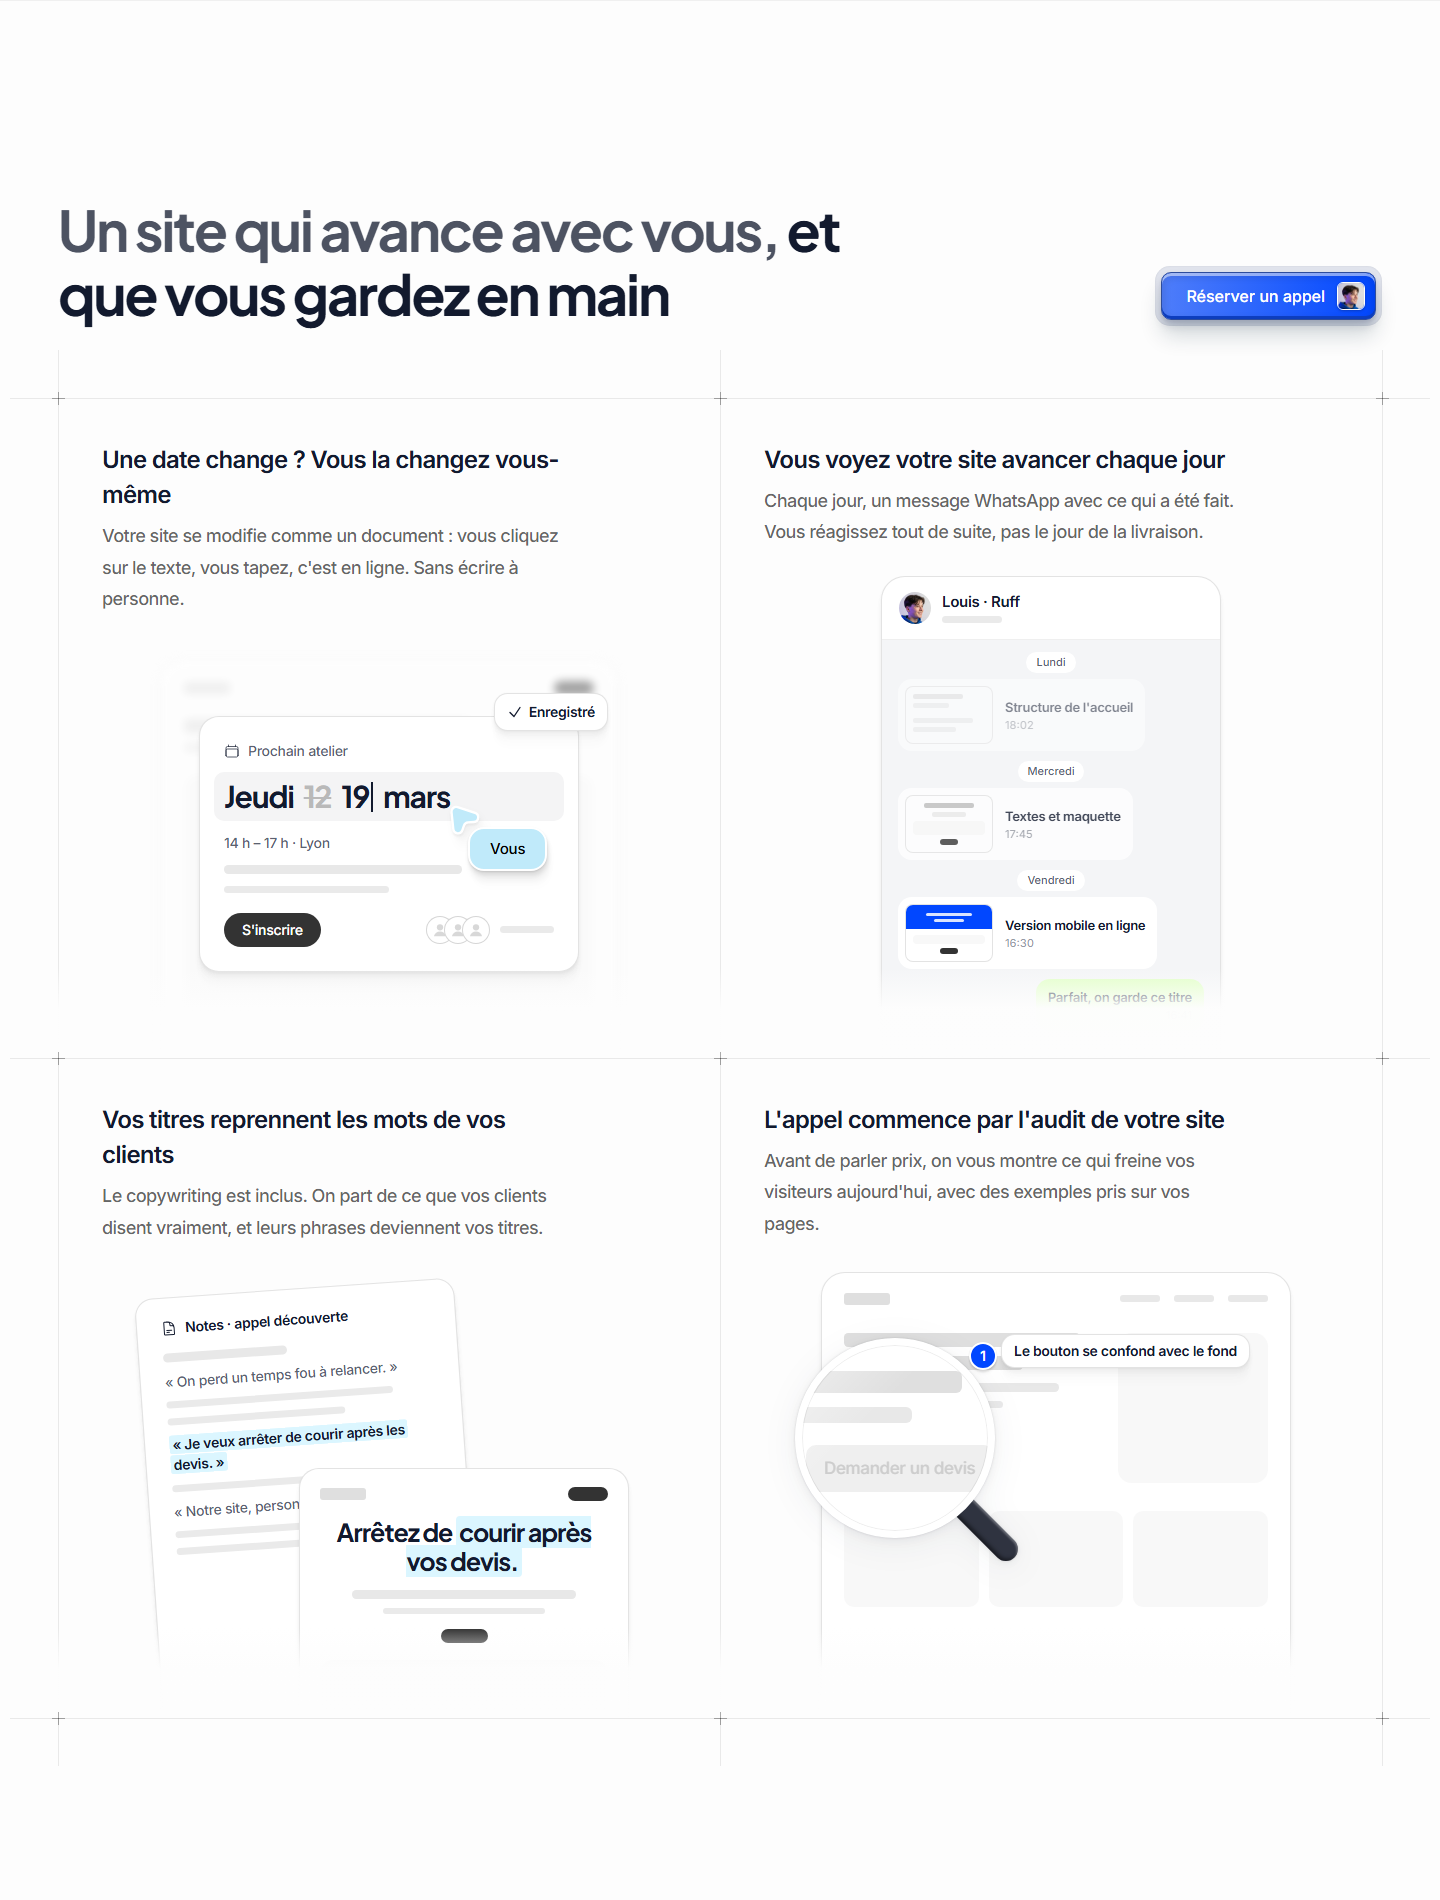 Un site qui avance avec vous, et
que vous gardez en main
Réserver un appel
Une date change ? Vous la changez vous-
même
Votre site se modifie comme un document : vous cliquez
sur le texte, vous tapez, c'est en ligne. Sans écrire à
personne.
Enregistré
Prochain atelier
Jeudi 12 19 mars
14 h – 17 h · Lyon
Vous
S'inscrire
Vous voyez votre site avancer chaque jour
Chaque jour, un message WhatsApp avec ce qui a été fait.
Vous réagissez tout de suite, pas le jour de la livraison.
Louis · Ruff
Lundi
Structure de l'accueil
18:02
Mercredi
Textes et maquette
17:45
Vendredi
Version mobile en ligne
16:30
Parfait, on garde ce titre
Vos titres reprennent les mots de vos
clients
Le copywriting est inclus. On part de ce que vos clients
disent vraiment, et leurs phrases deviennent vos titres.
Notes · appel découverte
« On perd un temps fou à relancer. »
« Je veux arrêter de courir après les
devis. »
« Notre site, person
Arrêtez de courir après
vos devis.
L'appel commence par l'audit de votre site
Avant de parler prix, on vous montre ce qui freine vos
visiteurs aujourd'hui, avec des exemples pris sur vos
pages.
1
Le bouton se confond avec le fond
Demander un devis